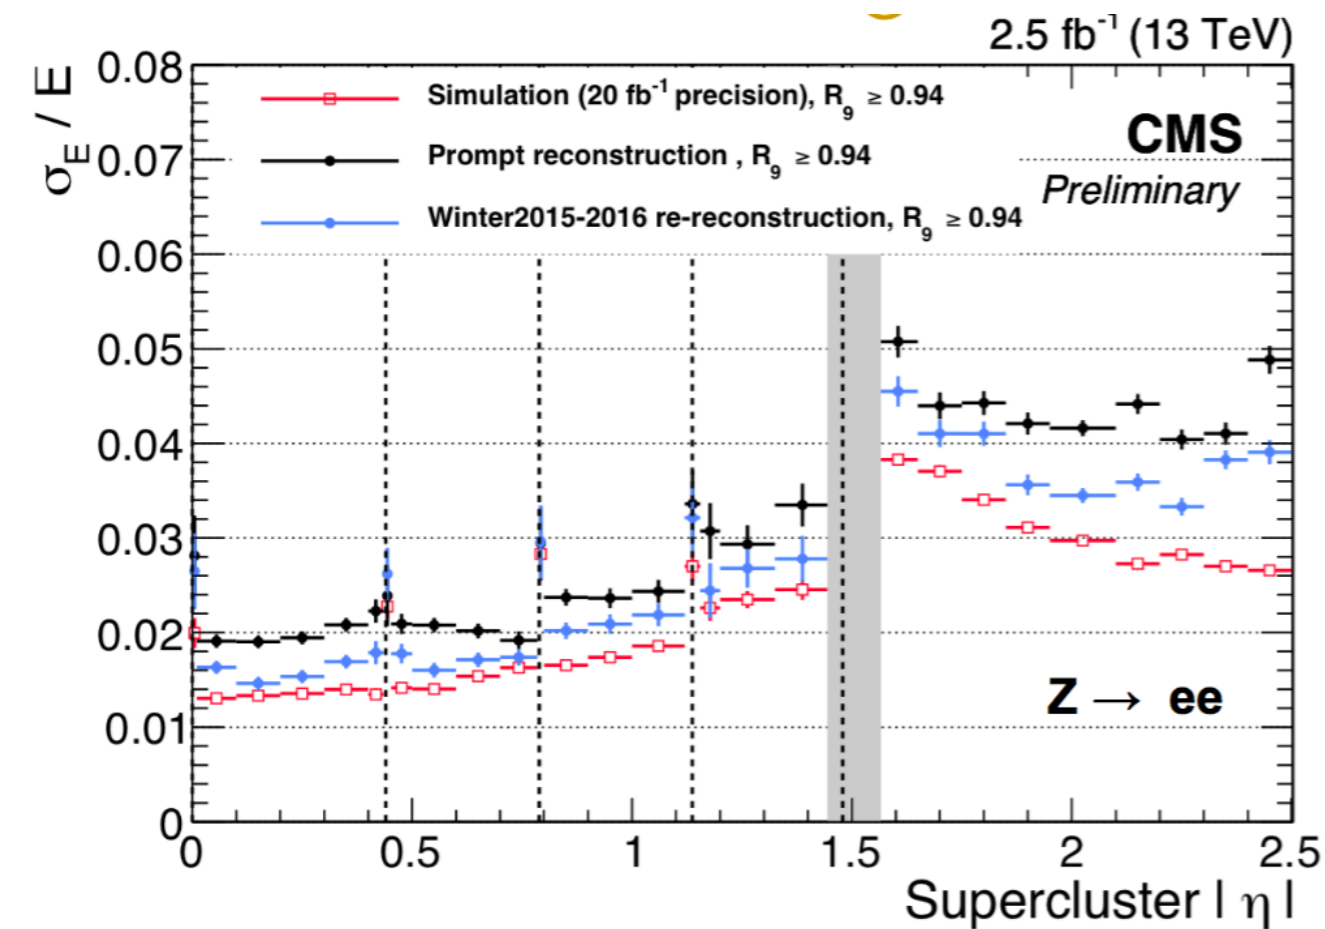 2.5 fb⁻¹ (13 TeV)
σ_E / E
0.08
0.07
0.06
0.05
0.04
0.03
0.02
0.01
0
Simulation (20 fb⁻¹ precision), R₉ ≥ 0.94
Prompt reconstruction , R₉ ≥ 0.94
Winter2015-2016 re-reconstruction, R₉ ≥ 0.94
CMS
Preliminary
Z → ee
0 0.5 1 1.5 2 2.5
Supercluster | η |